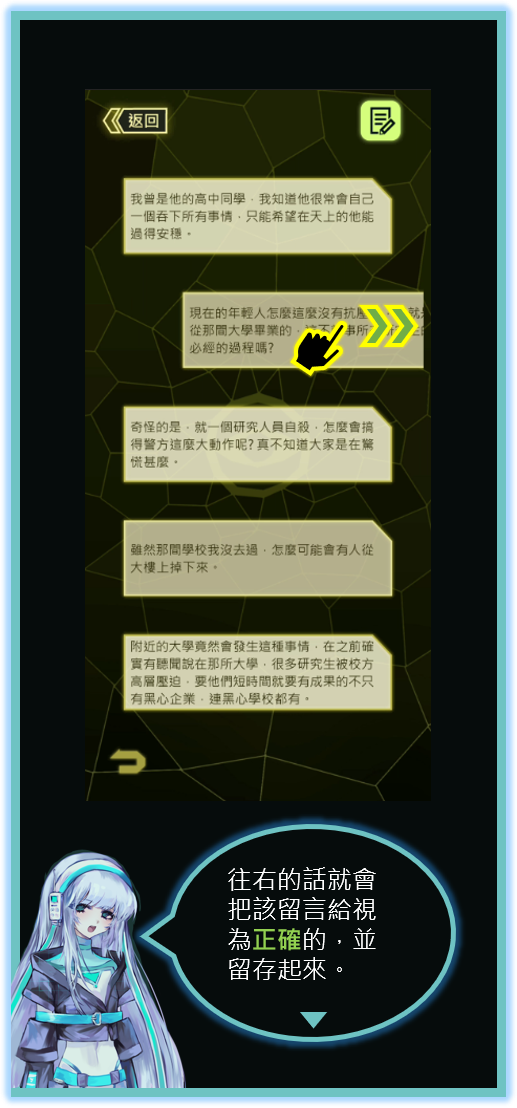 返回
我曾是他的高中同學，我知道他很常會自己
一個吞下所有事情，只能希望在天上的他能
過得安穩。
現在的年輕人怎麼這麼沒有抗
從那間大學畢業的，
必經的過程嗎?
奇怪的是，就一個研究人員自殺，怎麼會搞
得警方這麼大動作呢?真不知道大家是在驚
慌甚麼。
雖然那間學校我沒去過，怎麼可能會有人從
大樓上掉下來。
附近的大學竟然會發生這種事情，在之前確
實有聽聞說在那所大學，很多研究生被校方
高層壓迫，要他們短時間就要有成果的不只
有黑心企業，連黑心學校都有。
往右的話就會
把該留言給視
為正確的，並
留存起來。